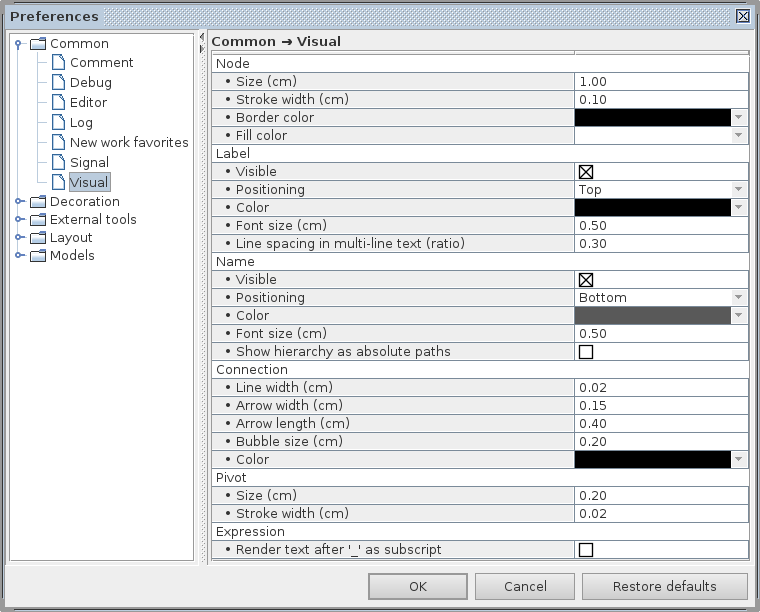 Preferences
Common
Comment
Debug
Editor
Log
New work favorites
Signal
Visual
Decoration
External tools
Layout
Models
Common → Visual
Node
• Size (cm) 1.00
• Stroke width (cm) 0.10
• Border color
• Fill color
Label
• Visible
• Positioning Top
• Color
• Font size (cm) 0.50
• Line spacing in multi-line text (ratio) 0.30
Name
• Visible
• Positioning Bottom
• Color
• Font size (cm) 0.50
• Show hierarchy as absolute paths
Connection
• Line width (cm) 0.02
• Arrow width (cm) 0.15
• Arrow length (cm) 0.40
• Bubble size (cm) 0.20
• Color
Pivot
• Size (cm) 0.20
• Stroke width (cm) 0.02
Expression
• Render text after '_' as subscript
OK Cancel Restore defaults